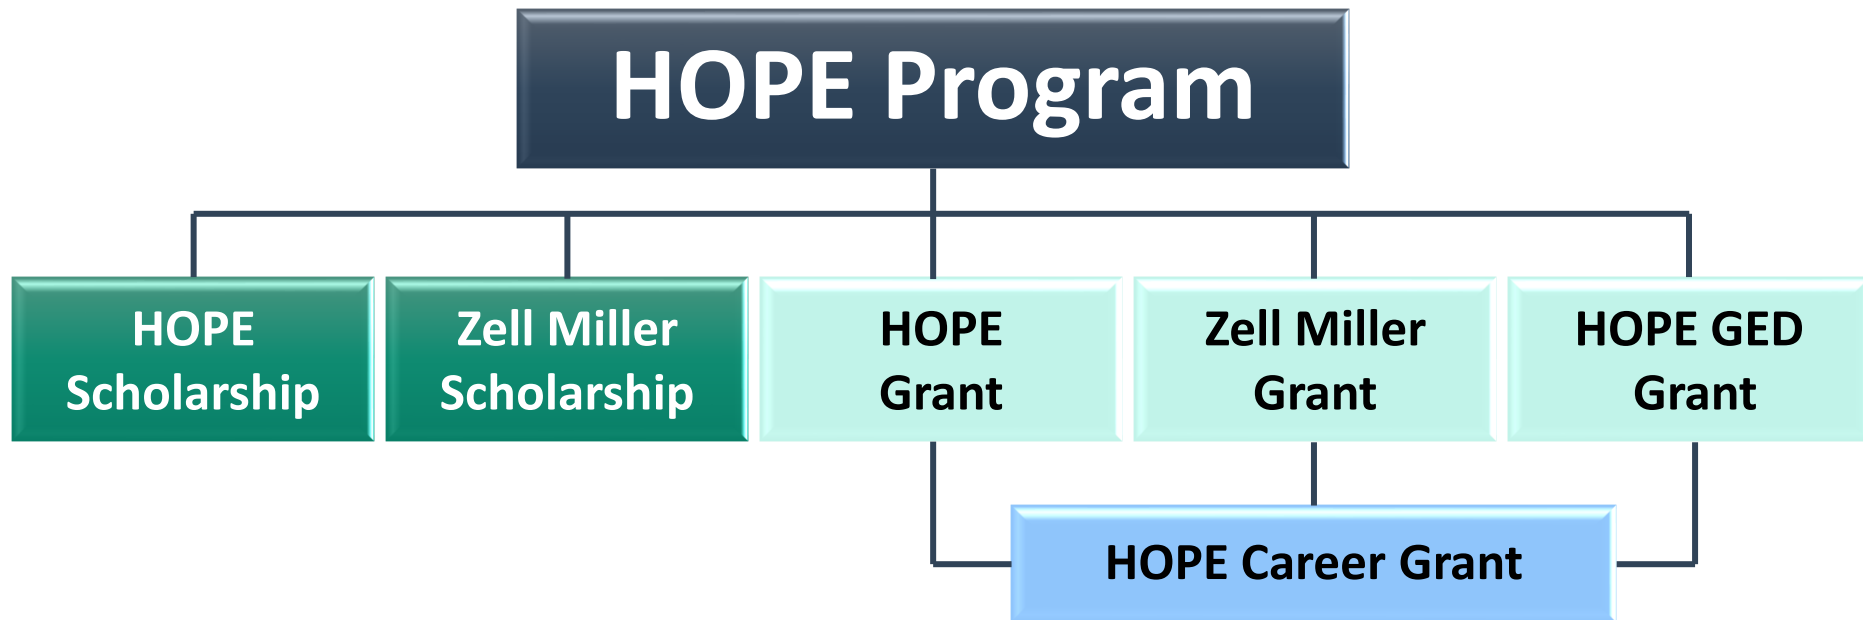 HOPE Program
HOPE
Scholarship
Zell Miller
Scholarship
HOPE
Grant
Zell Miller
Grant
HOPE GED
Grant
HOPE Career Grant